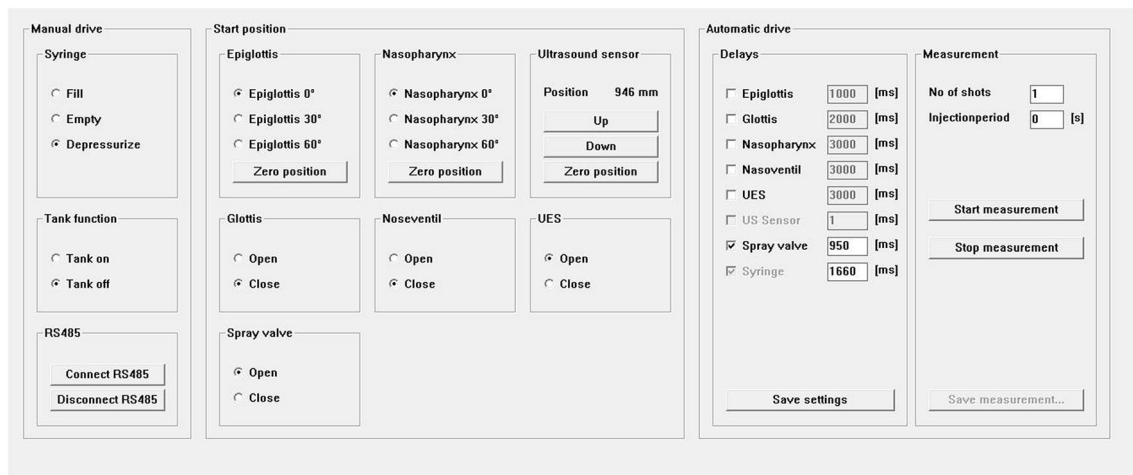 Manual drive
Syringe
Fill
Empty
Depressurize
Tank function
Tank on
Tank off
RS485
Connect RS485
Disconnect RS485
Start position
Epiglottis
Epiglottis 0°
Epiglottis 30°
Epiglottis 60°
Zero position
Nasopharynx
Nasopharynx 0°
Nasopharynx 30°
Nasopharynx 60°
Zero position
Ultrasound sensor
Position 946 mm
Up
Down
Zero position
Glottis
Open
Close
Noseventil
Open
Close
UES
Open
Close
Spray valve
Open
Close
Automatic drive
Delays
Epiglottis 1000 [ms]
Glottis 2000 [ms]
Nasopharynx 3000 [ms]
Nasoventil 3000 [ms]
UES 3000 [ms]
US Sensor 1 [ms]
Spray valve 950 [ms]
Syringe 1660 [ms]
Save settings
Measurement
No of shots 1
Injectionperiod 0 [s]
Start measurement
Stop measurement
Save measurement...